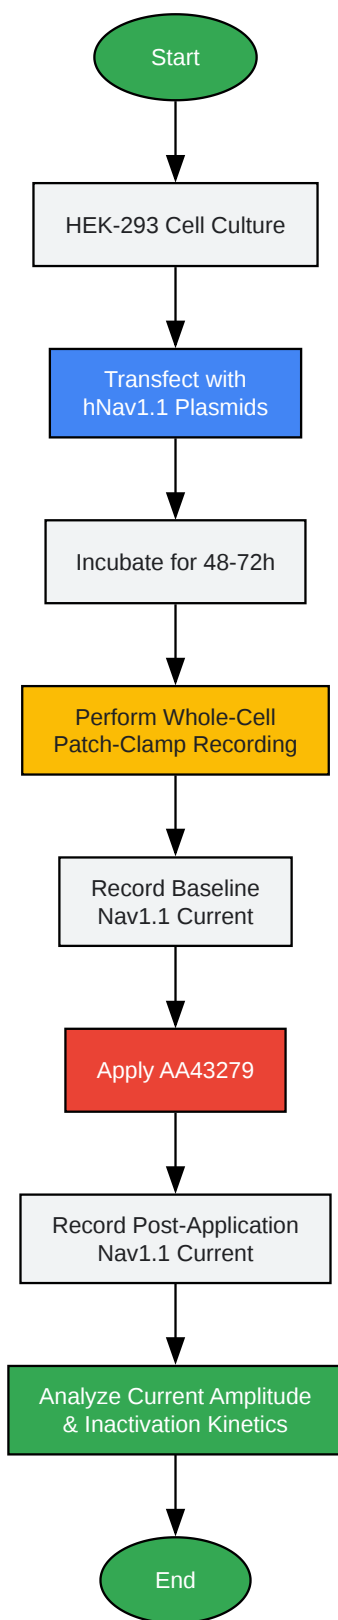 Start
HEK-293 Cell Culture
Transfect with
hNav1.1 Plasmids
Incubate for 48-72h
Perform Whole-Cell
Patch-Clamp Recording
Record Baseline
Nav1.1 Current
Apply AA43279
Record Post-Application
Nav1.1 Current
Analyze Current Amplitude
& Inactivation Kinetics
End